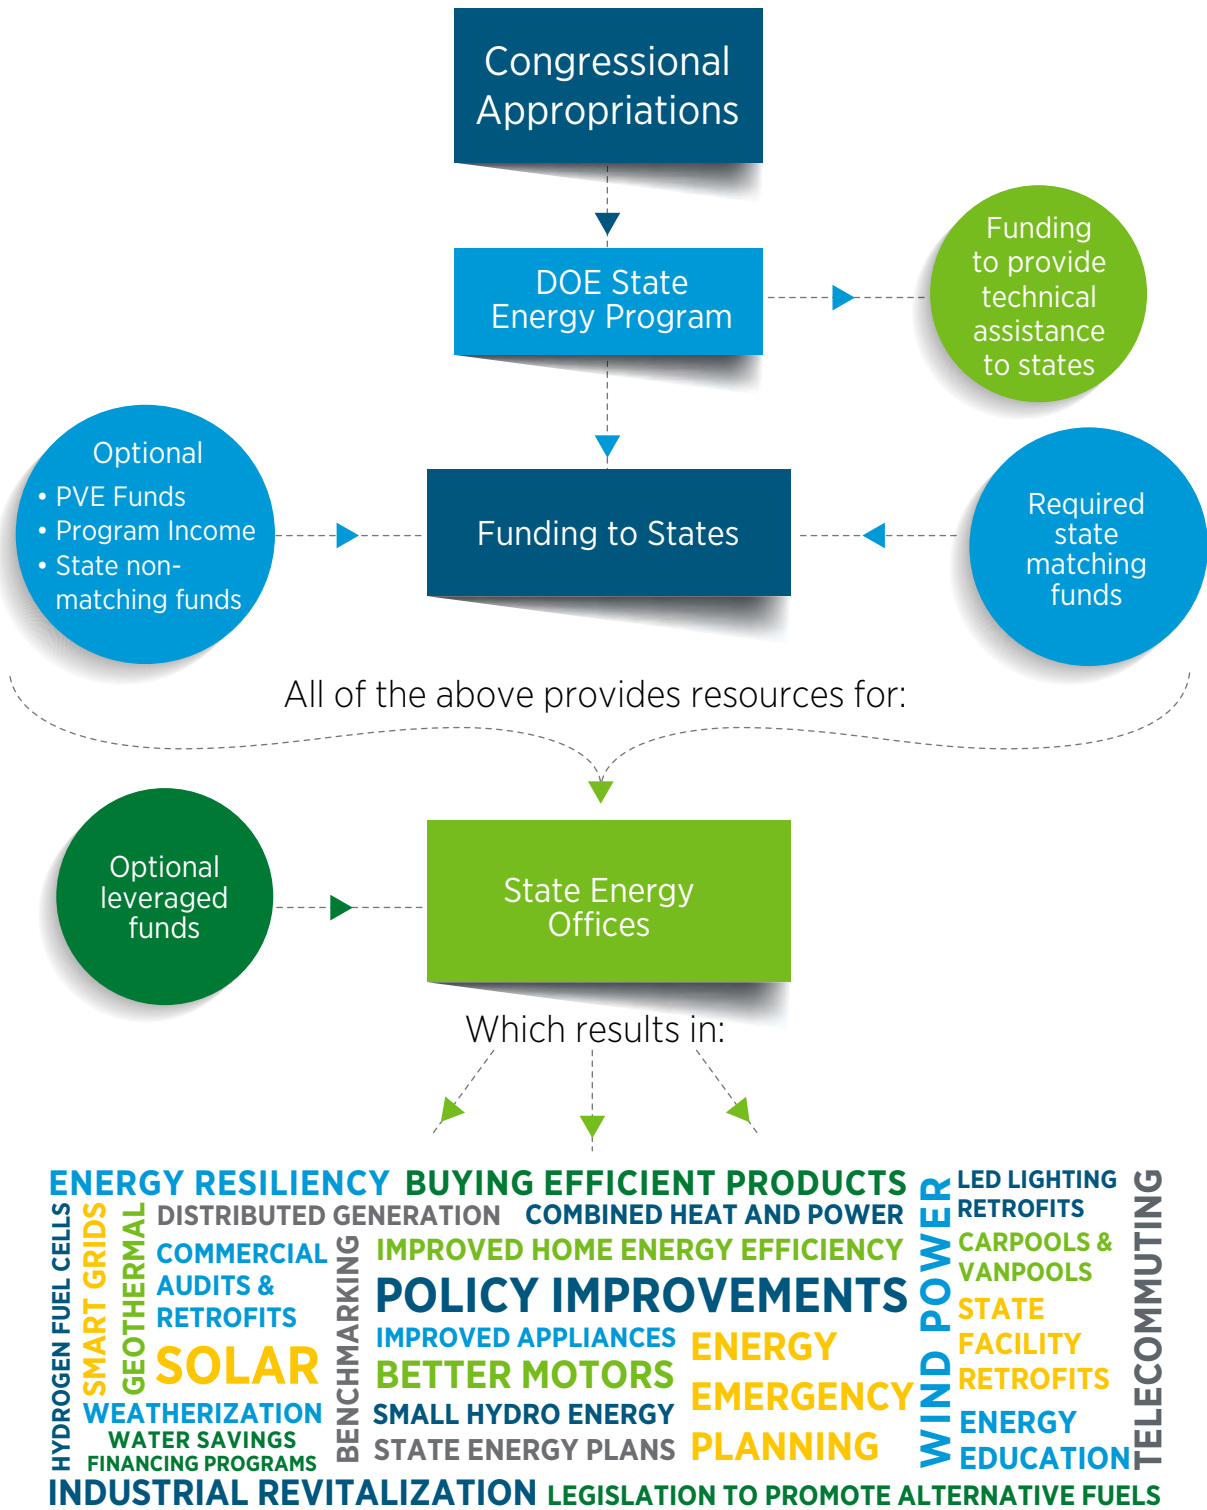 Congressional
Appropriations
DOE State
Energy Program
Funding
to provide
technical
assistance
to states
Optional
• PVE Funds
• Program Income
• State non-
matching funds
Funding to States
Required
state
matching
funds
All of the above provides resources for:
Optional
leveraged
funds
State Energy
Offices
Which results in:
ENERGY RESILIENCY
BUYING EFFICIENT PRODUCTS
DISTRIBUTED GENERATION
COMBINED HEAT AND POWER
HYDROGEN FUEL CELLS
SMART GRIDS
GEOTHERMAL
COMMERCIAL
AUDITS &
RETROFITS
SOLAR
WEATHERIZATION
WATER SAVINGS
FINANCING PROGRAMS
BENCHMARKING
IMPROVED HOME ENERGY EFFICIENCY
POLICY IMPROVEMENTS
IMPROVED APPLIANCES
BETTER MOTORS
SMALL HYDRO ENERGY
STATE ENERGY PLANS
ENERGY
EMERGENCY
PLANNING
WIND POWER
LED LIGHTING
RETROFITS
CARPOOLS &
VANPOOLS
STATE
FACILITY
RETROFITS
ENERGY
EDUCATION
TELECOMMUTING
INDUSTRIAL REVITALIZATION
LEGISLATION TO PROMOTE ALTERNATIVE FUELS